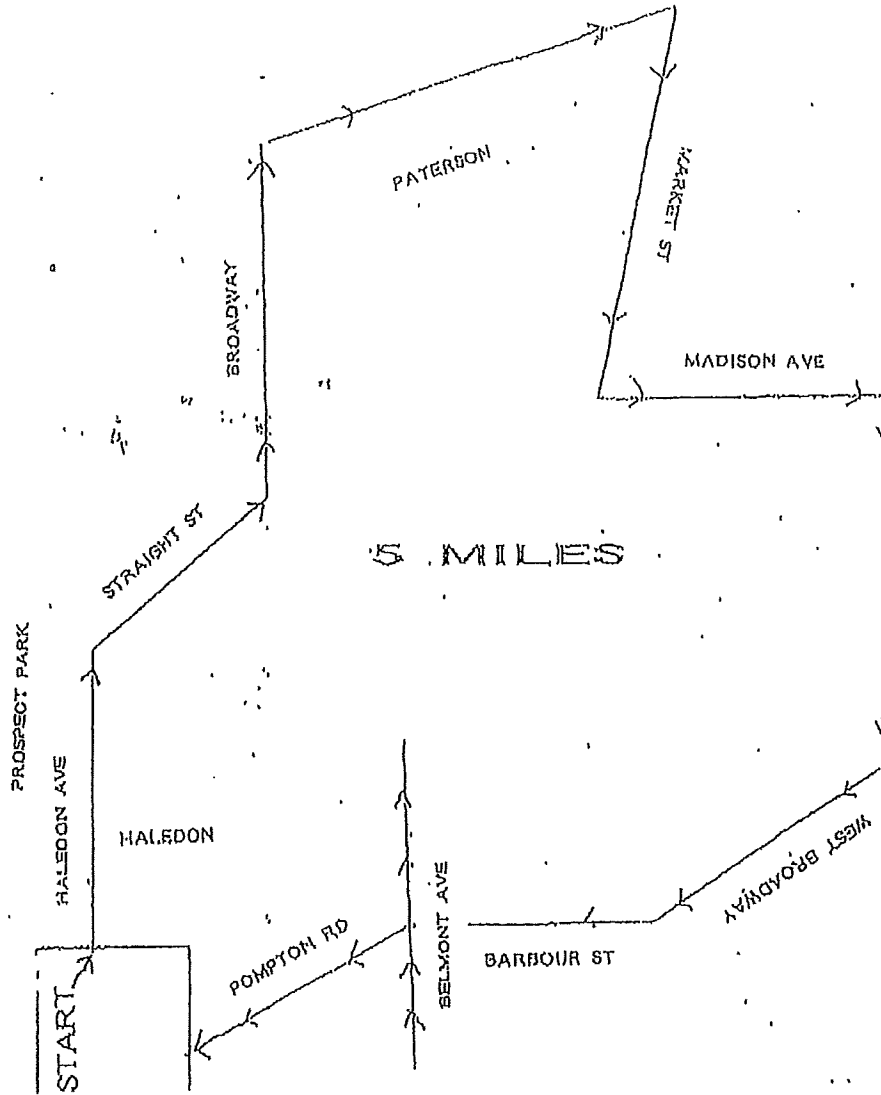 PATERSON
MARKET ST
BROADWAY
MADISON AVE
STRAIGHT ST
5 MILES
PROSPECT PARK
HALEDON AVE
HALEDON
WEST BROADWAY
POMPTON RD
BELMONT AVE
BARBOUR ST
START